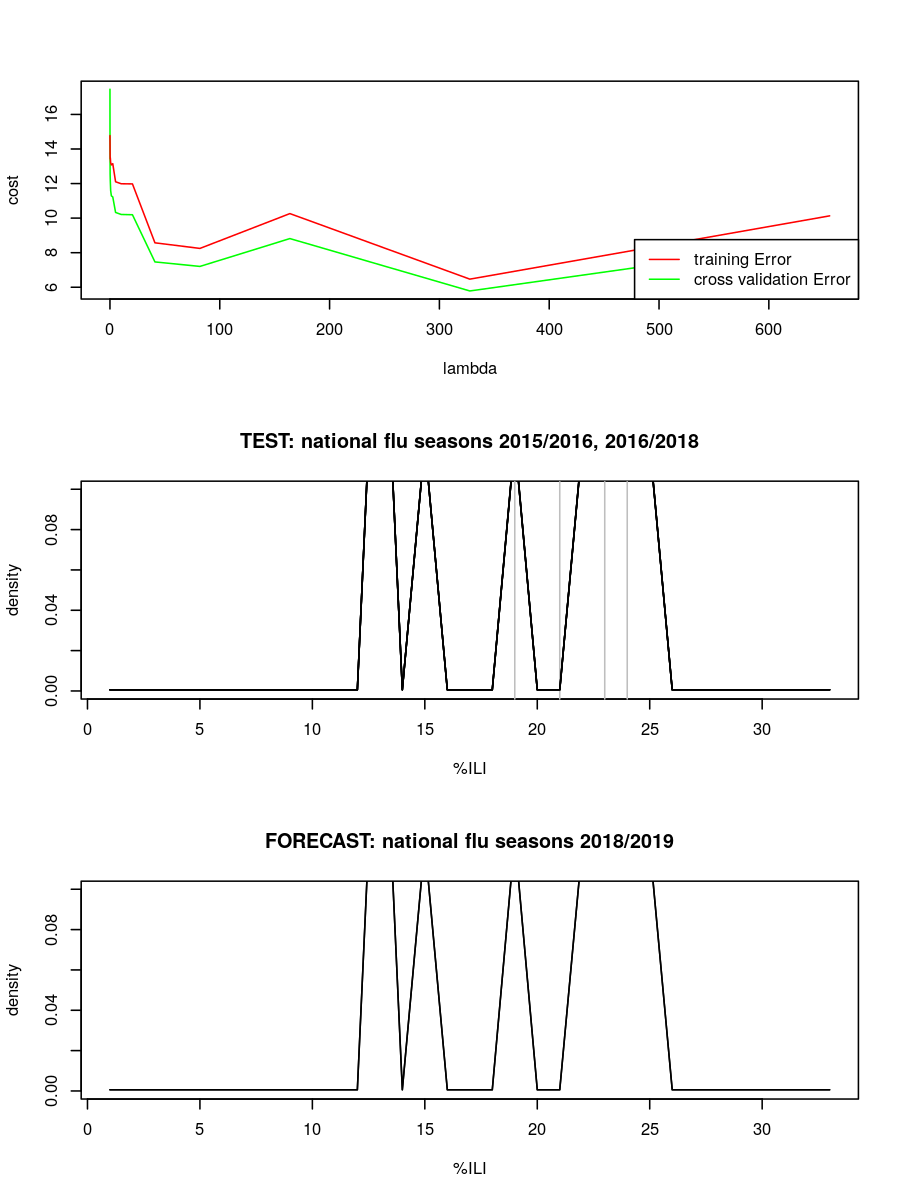 cost
16
14
12
10
8
6
training Error
cross validation Error
0 100 200 300 400 500 600
lambda
TEST: national flu seasons 2015/2016, 2016/2018
density
0.08
0.04
0.00
0 5 10 15 20 25 30
%ILI
FORECAST: national flu seasons 2018/2019
density
0.08
0.04
0.00
0 5 10 15 20 25 30
%ILI